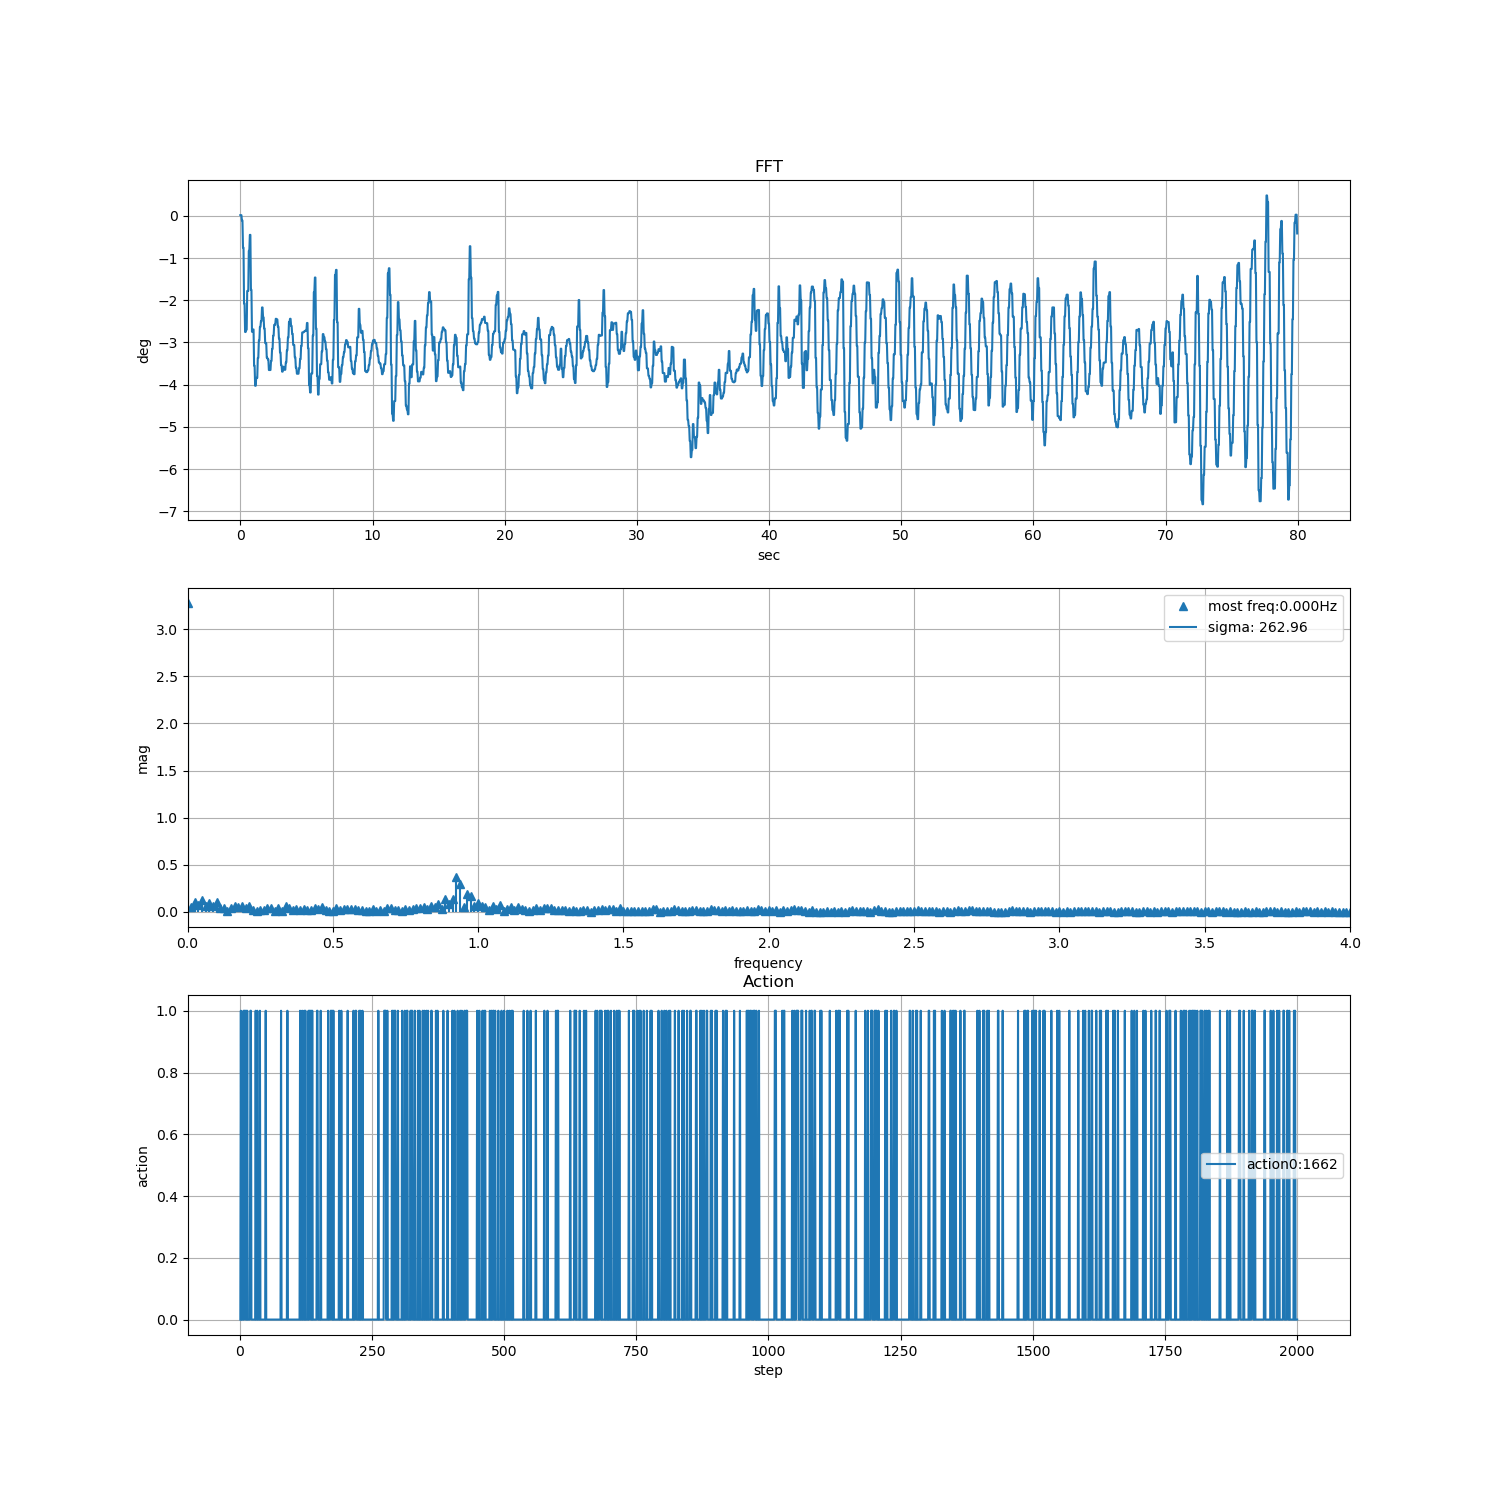 FFT
0
−1
−2
−3
−4
−5
−6
−7
deg
0 10 20 30 40 50 60 70 80
sec
most freq:0.000Hz
sigma: 262.96
3.0
2.5
2.0
1.5
1.0
0.5
0.0
mag
0.0 0.5 1.0 1.5 2.0 2.5 3.0 3.5 4.0
frequency
Action
1.0
0.8
0.6
0.4
0.2
0.0
action
action0:1662
0 250 500 750 1000 1250 1500 1750 2000
step